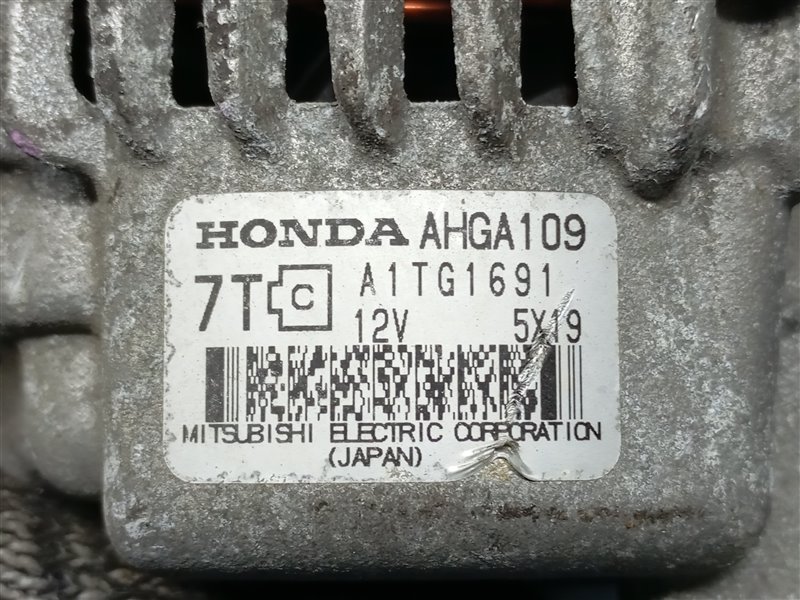 HONDA AHGA109
7T C A1TG1691
12V 5X19
MITSUBISHI ELECTRIC CORPORATION
(JAPAN)